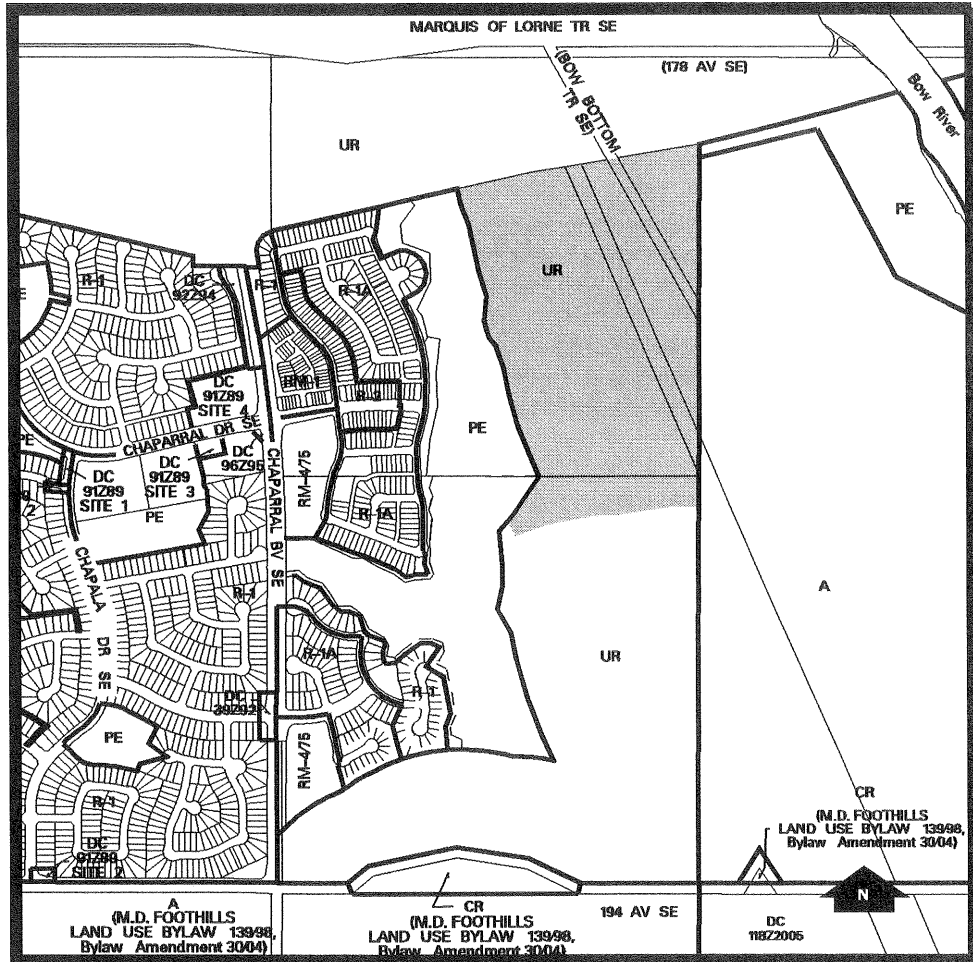 MARQUIS OF LORNE TR SE
(178 AV SE)
(BOW BOTTOM
TR SE)
Bow River
UR
PE
UR
R-1
DC
92Z94
R-1
R-1A
E
DC
91Z89
SITE 4
RM-1
R-2
PE
CHAPARRAL DR SE
PE
DC
96Z95
DC
91Z89
SITE 1
DC
91Z89
SITE 3
PE
2
CHAPARRAL BV SE
RM-4/75
R-1A
CHAPALA DR SE
R-1
A
R-1A
UR
R-1
DC
39Z92
PE
RM-4/75
R-1
CR
(M.D. FOOTHILLS
LAND USE BYLAW 139/98,
Bylaw Amendment 30/04)
DC
91Z89
SITE 2
N
A
(M.D. FOOTHILLS
LAND USE BYLAW 139/98,
Bylaw Amendment 30/04)
CR
(M.D. FOOTHILLS
LAND USE BYLAW 139/98,
Bylaw Amendment 30/04)
194 AV SE
DC
118Z2005